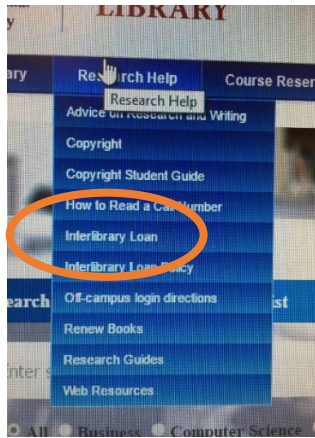 LIBRARY
Research Help
Course Reser
Research Help
Advice on Research and Writing
Copyright
Copyright Student Guide
How to Read a Call Number
Interlibrary Loan
Interlibrary Loan Policy
Off-campus login directions
earch
ist
Renew Books
Research Guides
nter s
Web Resources
All
Business
Computer Science